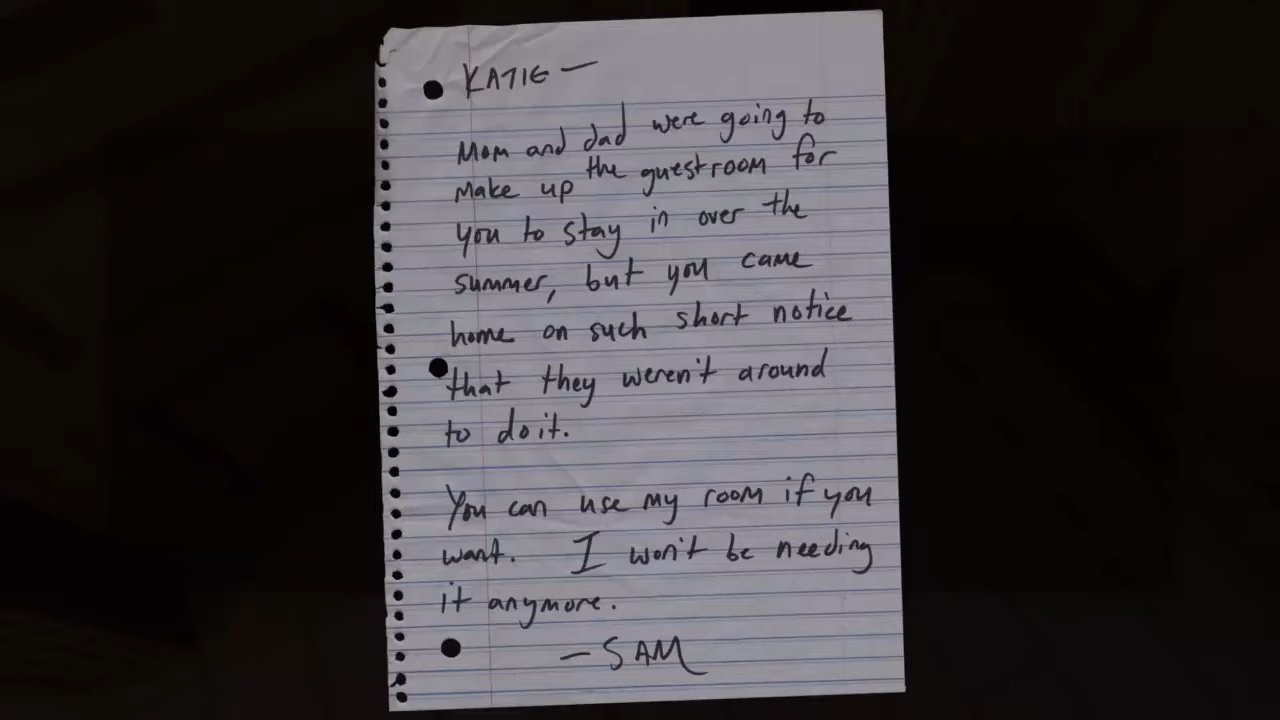 KATIE —
Mom and dad were going to
make up the guestroom for
you to stay in over the
summer, but you came
home on such short notice
that they weren't around
to do it.
You can use my room if you
want. I won't be needing
it anymore.
— SAM